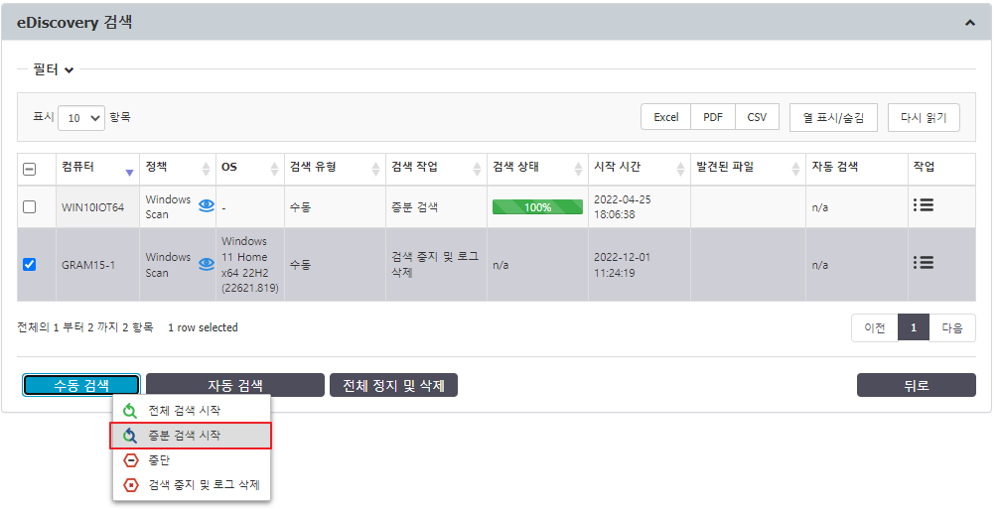 eDiscovery 검색
필터
표시 10 항목 Excel PDF CSV 열 표시/숨김 다시 읽기
컴퓨터 정책 OS 검색 유형 검색 작업 검색 상태 시작 시간 발견된 파일 자동 검색 작업
WIN10IOT64 Windows Scan - 수동 증분 검색 100% 2022-04-25 18:06:38 n/a
GRAM15-1 Windows Scan Windows 11 Home x64 22H2 (22621.819) 수동 검색 중지 및 로그 삭제 n/a 2022-12-01 11:24:19 n/a
전체의 1 부터 2 까지 2 항목 1 row selected 이전 1 다음
수동 검색 자동 검색 전체 정지 및 삭제 뒤로
전체 검색 시작
증분 검색 시작
중단
검색 중지 및 로그 삭제